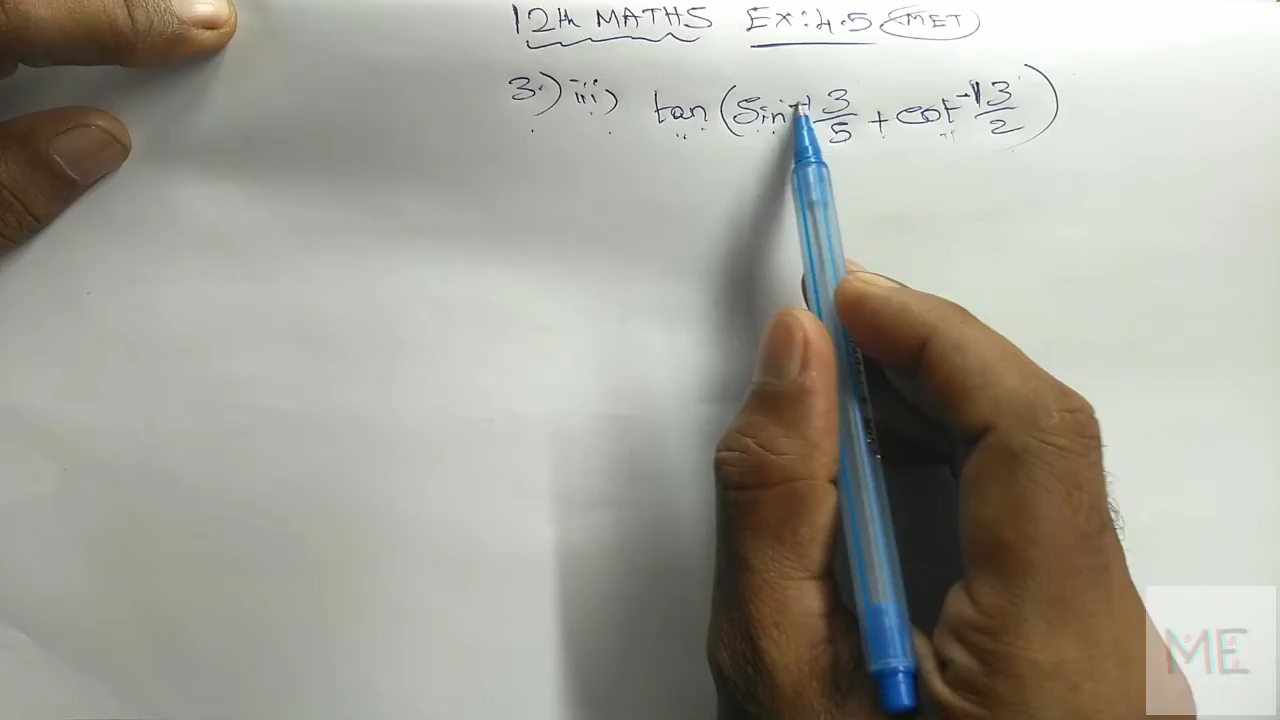 12th MATHS EX:4.5 (MET)
3.) iii) tan (Sin⁻¹ 3/5 + cot⁻¹ 3/2)
ME